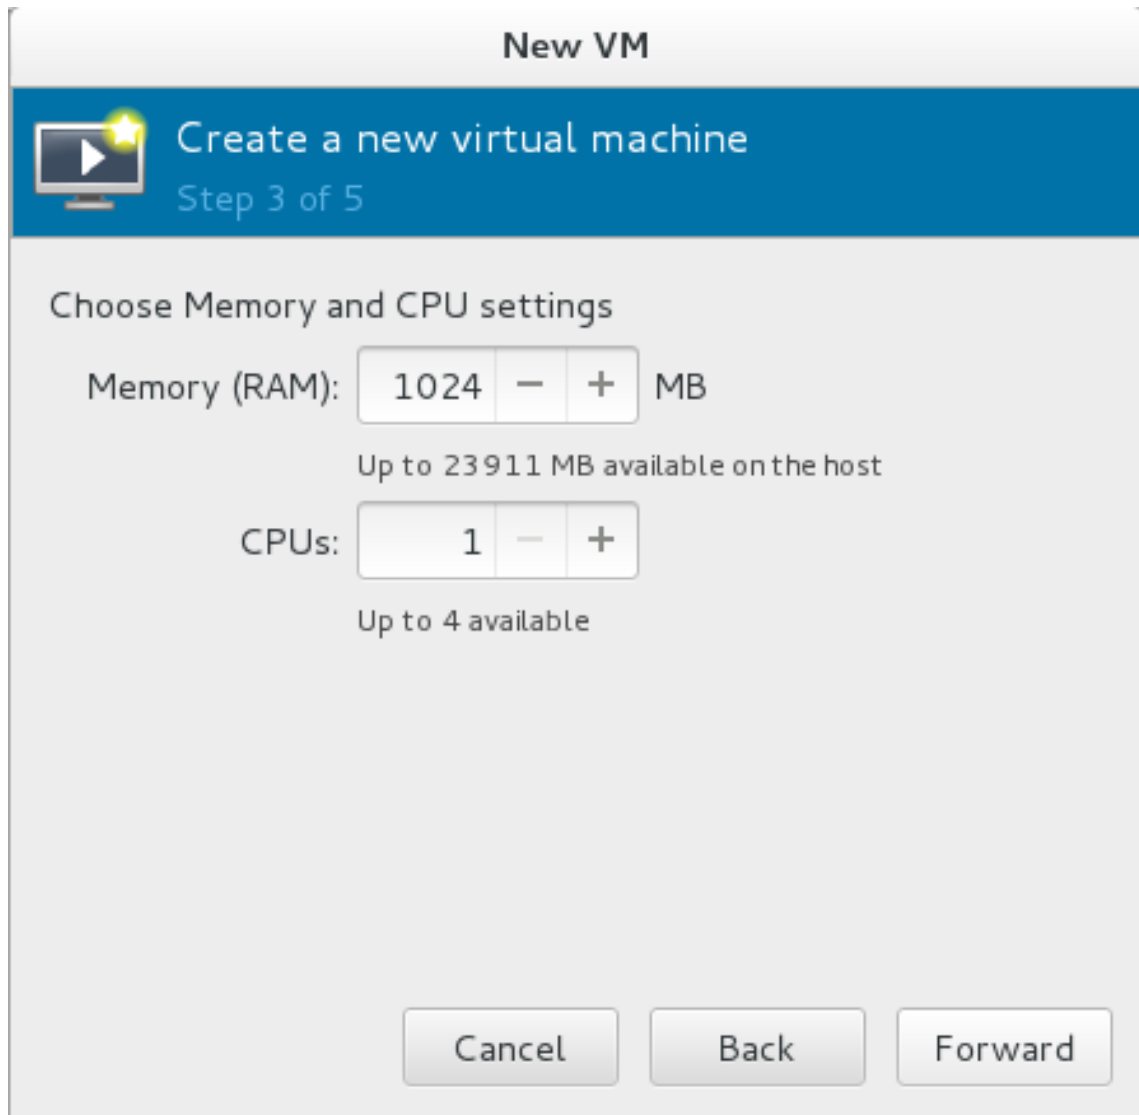 New VM
Create a new virtual machine
Step 3 of 5
Choose Memory and CPU settings
Memory (RAM): 1024 − + MB
Up to 23911 MB available on the host
CPUs: 1 − +
Up to 4 available
Cancel Back Forward